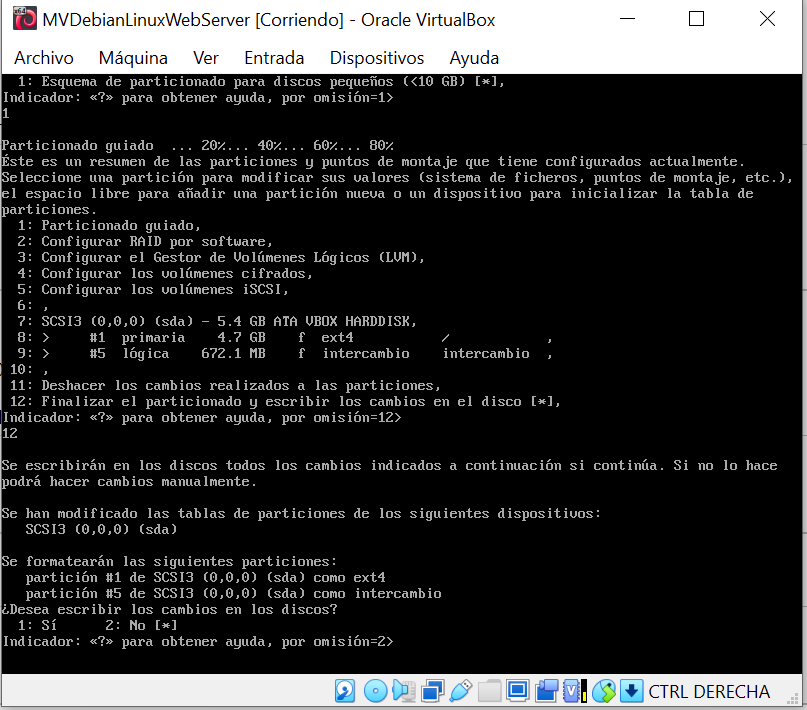 x64
MVDebianLinuxWebServer [Corriendo] - Oracle VirtualBox
Archivo Máquina Ver Entrada Dispositivos Ayuda
1: Esquema de particionado para discos pequeños (<10 GB) [*],
Indicador: «?» para obtener ayuda, por omisión=1>
1
Particionado guiado ... 20%... 40%... 60%... 80%
Éste es un resumen de las particiones y puntos de montaje que tiene configurados actualmente.
Seleccione una partición para modificar sus valores (sistema de ficheros, puntos de montaje, etc.),
el espacio libre para añadir una partición nueva o un dispositivo para inicializar la tabla de
particiones.
1: Particionado guiado,
2: Configurar RAID por software,
3: Configurar el Gestor de Volúmenes Lógicos (LVM),
4: Configurar los volúmenes cifrados,
5: Configurar los volúmenes iSCSI,
6: ,
7: SCSI3 (0,0,0) (sda) - 5.4 GB ATA VBOX HARDDISK,
8: > #1 primaria 4.7 GB f ext4 / ,
9: > #5 lógica 672.1 MB f intercambio intercambio ,
10: ,
11: Deshacer los cambios realizados a las particiones,
12: Finalizar el particionado y escribir los cambios en el disco [*],
Indicador: «?» para obtener ayuda, por omisión=12>
12
Se escribirán en los discos todos los cambios indicados a continuación si continúa. Si no lo hace
podrá hacer cambios manualmente.
Se han modificado las tablas de particiones de los siguientes dispositivos:
SCSI3 (0,0,0) (sda)
Se formatearán las siguientes particiones:
partición #1 de SCSI3 (0,0,0) (sda) como ext4
partición #5 de SCSI3 (0,0,0) (sda) como intercambio
¿Desea escribir los cambios en los discos?
1: Sí 2: No [*]
Indicador: «?» para obtener ayuda, por omisión=2>
CTRL DERECHA